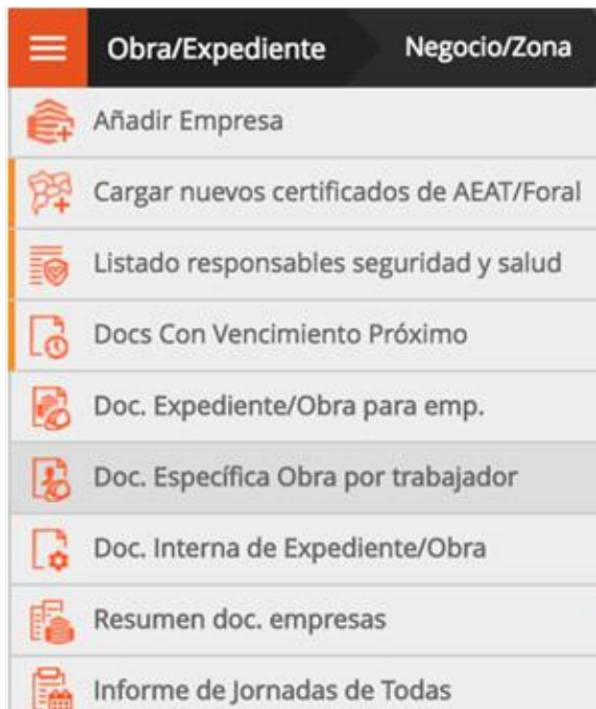 Obra/Expediente Negocio/Zona
Añadir Empresa
Cargar nuevos certificados de AEAT/Foral
Listado responsables seguridad y salud
Docs Con Vencimiento Próximo
Doc. Expediente/Obra para emp.
Doc. Específica Obra por trabajador
Doc. Interna de Expediente/Obra
Resumen doc. empresas
Informe de Jornadas de Todas